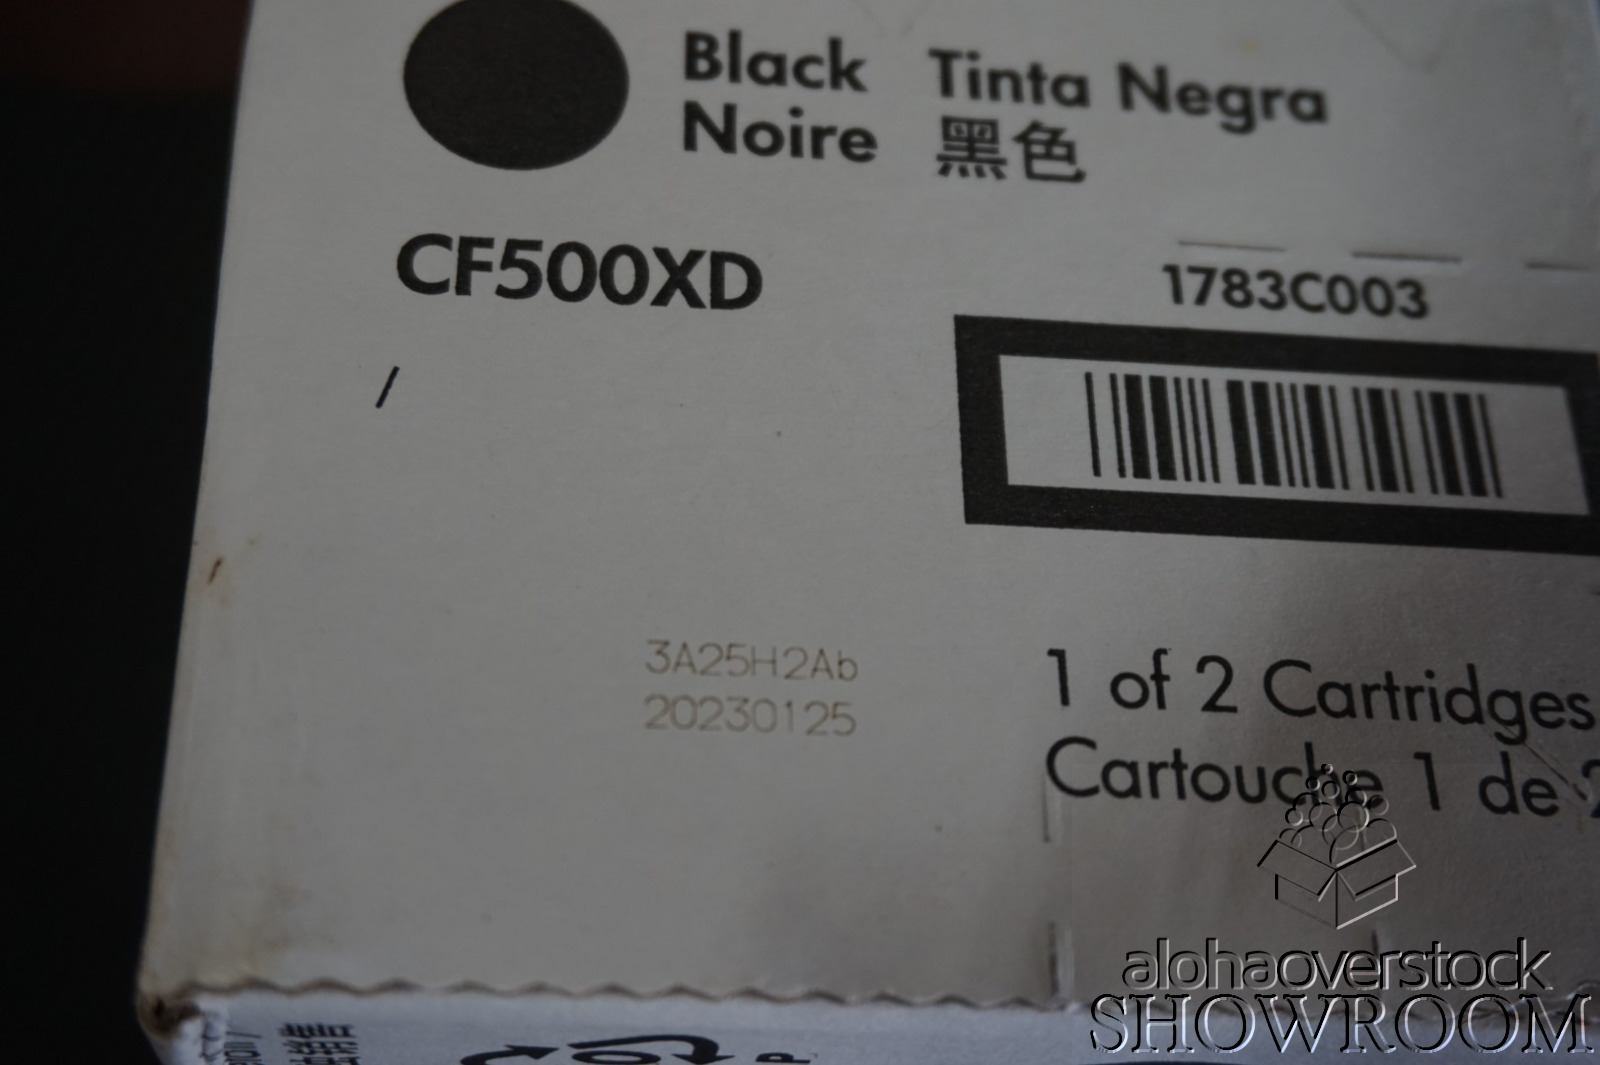 Black Tinta Negra
Noire 黑色
CF500XD
1783C003
/
3A25H2Ab
20230125
1 of 2 Cartridges
Cartouche 1 de
alohaoverstock
SHOWROOM